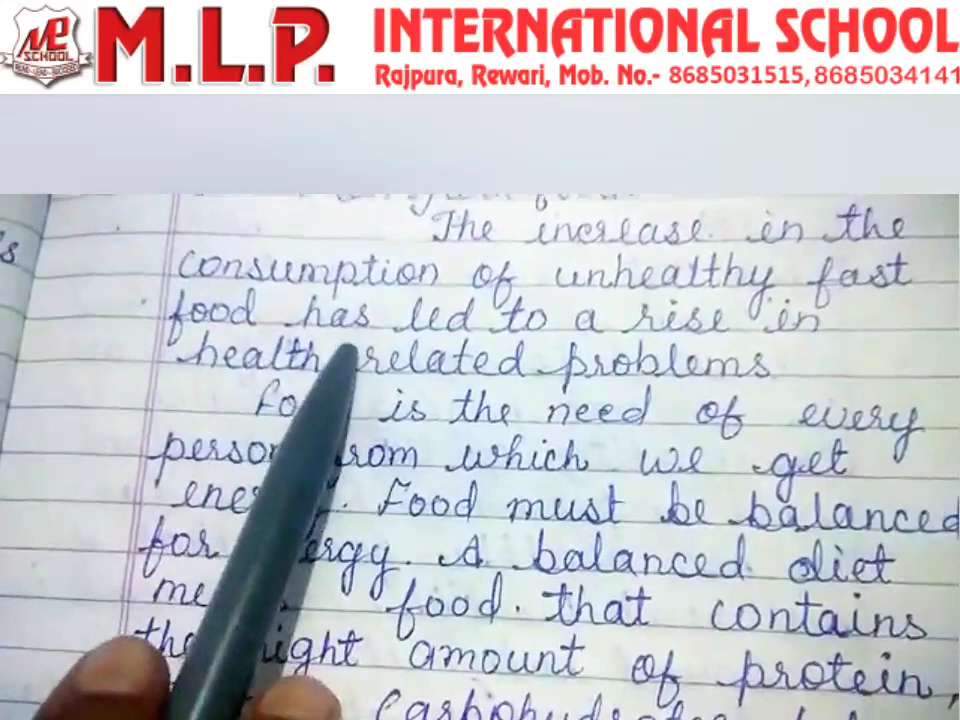 M.L.P. INTERNATIONAL SCHOOL
SCHOOL
Rajpura, Rewari, Mob. No.- 8685031515, 8685034141
The increase in the
consumption of unhealthy fast
food has led to a rise in
health related problems
is the need of every
which we get
Food must be balanced
for balanced diet
food. that contains
amount of protein,